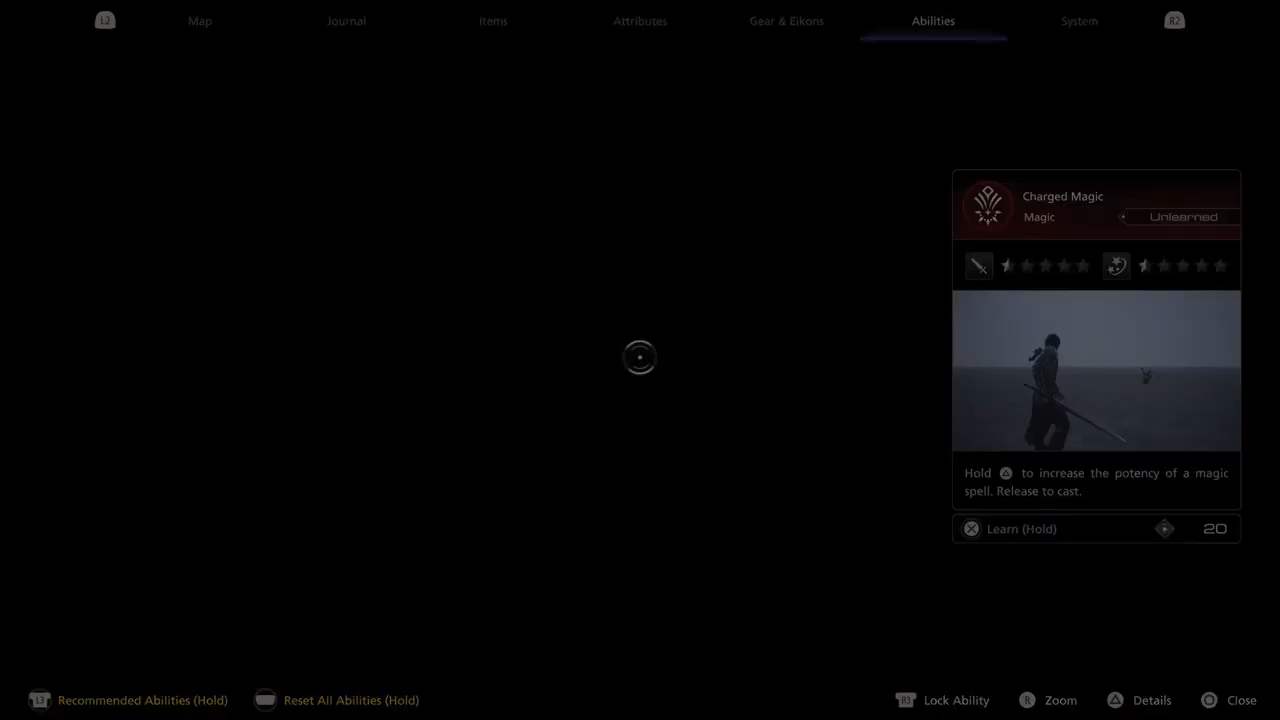 L2 Map Journal Items Attributes Gear & Eikons Abilities System R2
Charged Magic
Magic Unlearned
Hold to increase the potency of a magic
spell. Release to cast.
Learn (Hold) 20
L3 Recommended Abilities (Hold) Reset All Abilities (Hold) R3 Lock Ability R Zoom Details Close